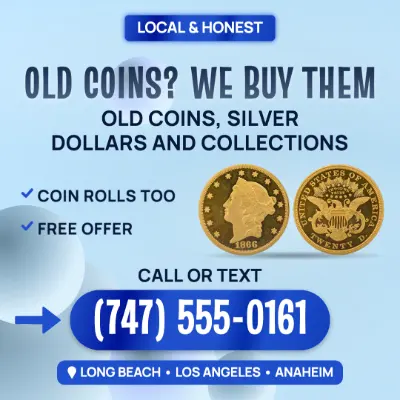 LOCAL & HONEST
OLD COINS? WE BUY THEM
OLD COINS, SILVER
DOLLARS AND COLLECTIONS
COIN ROLLS TOO
FREE OFFER
1866
UNITED STATES OF AMERICA
TWENTY D.
CALL OR TEXT
(747) 555-0161
LONG BEACH • LOS ANGELES • ANAHEIM